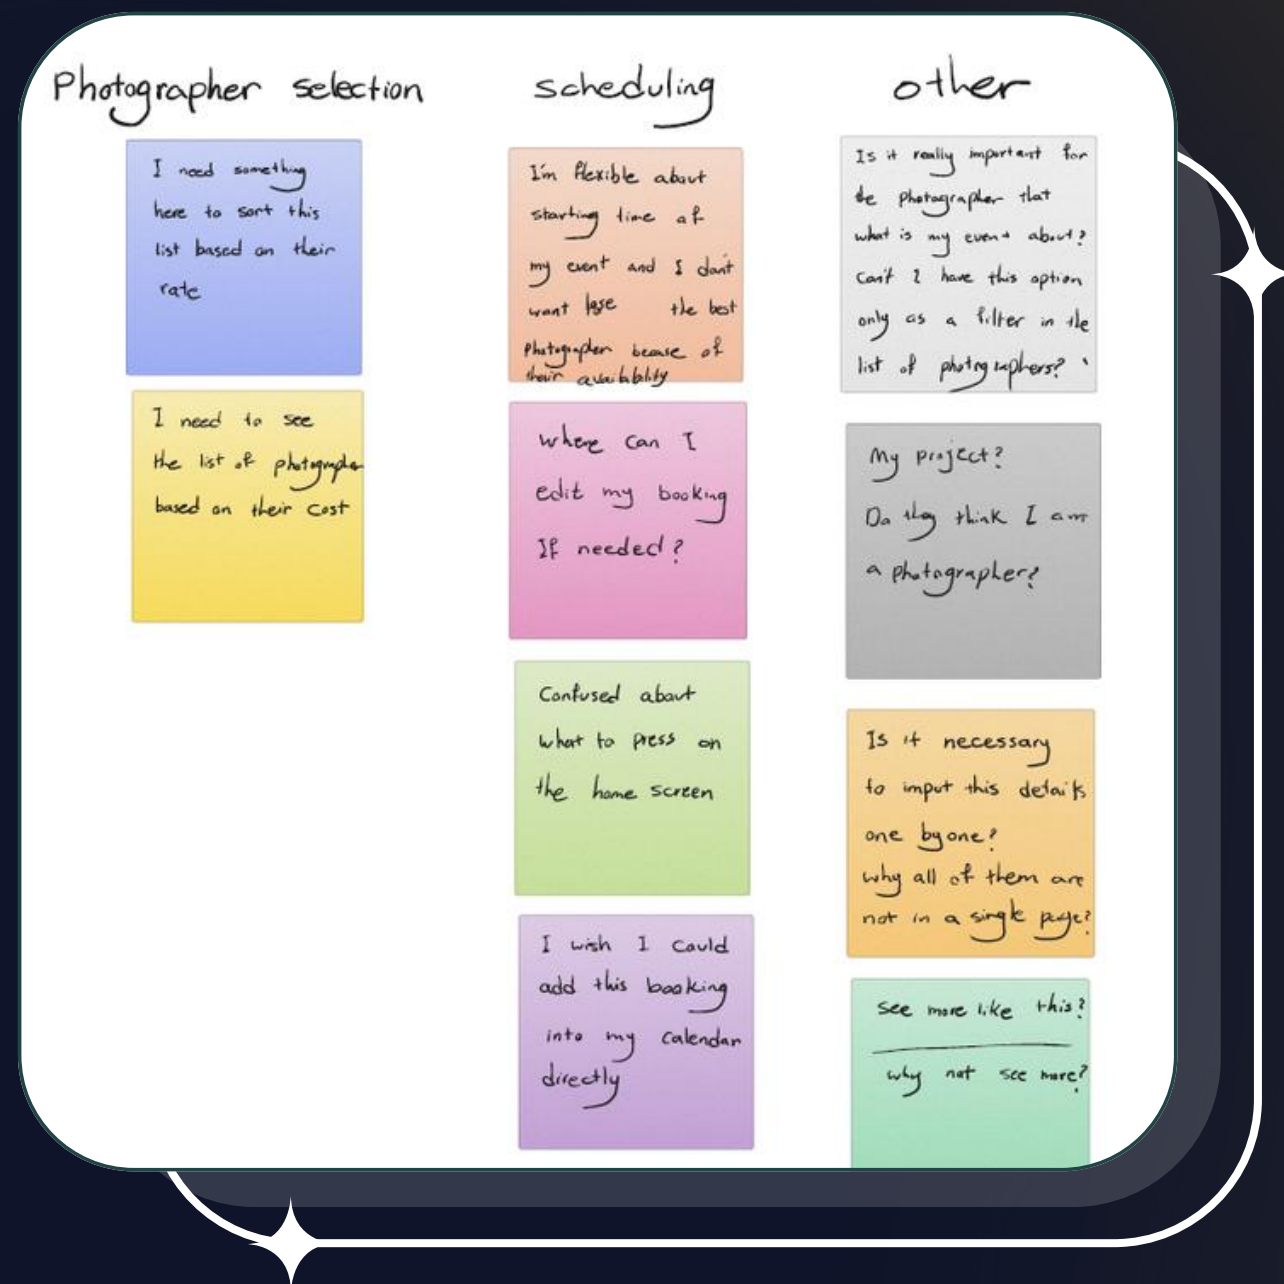 Photographer selection
I need something
here to sort this
list based on their
rate
I need to see
the list of photographer
based on their cost
scheduling
I'm flexible about
starting time of
my event and I don't
want lose the best
photographer because of
their availability
where can I
edit my booking
If needed?
Confused about
what to press on
the home screen
I wish I could
add this booking
into my calendar
directly
other
Is it really important for
the photographer that
what is my event about?
can't I have this option
only as a filter in the
list of photographers?
My project?
Do they think I am
a photographer?
Is it necessary
to imput this details
one by one?
why all of them are
not in a single page?
see more like this?
why not see more?